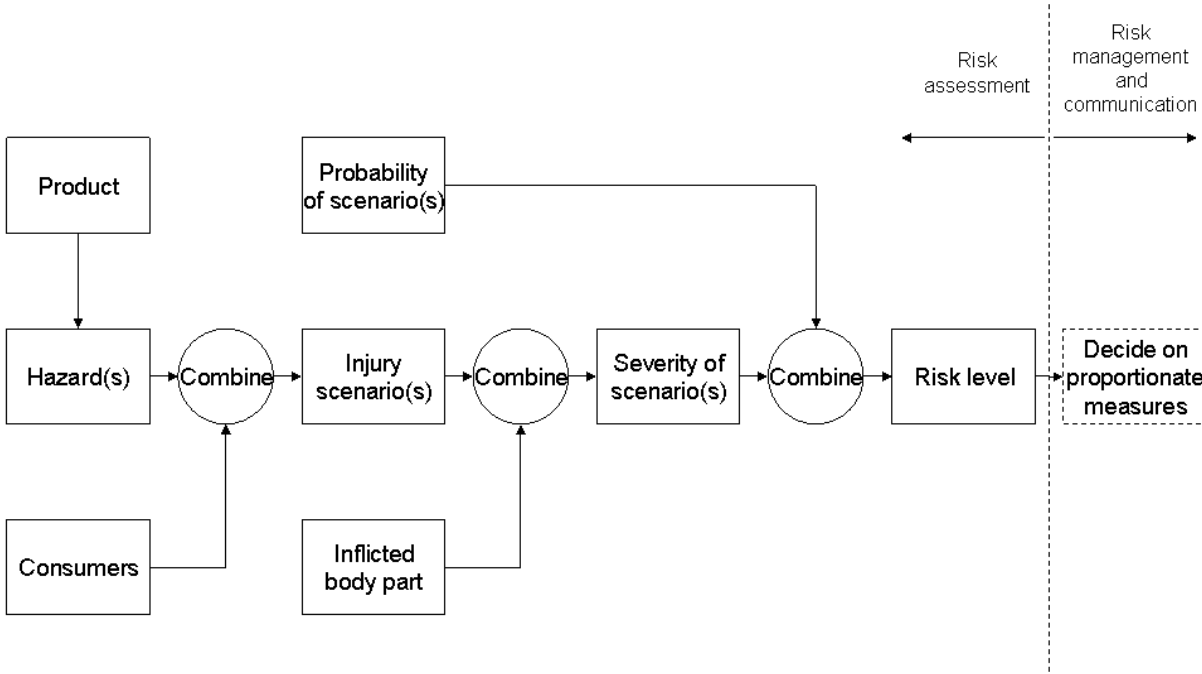 Risk
assessment
Risk
management
and
communication
Product
Probability
of scenario(s)
Hazard(s)
Combine
Injury
scenario(s)
Combine
Severity of
scenario(s)
Combine
Risk level
Decide on
proportionate
measures
Consumers
Inflicted
body part